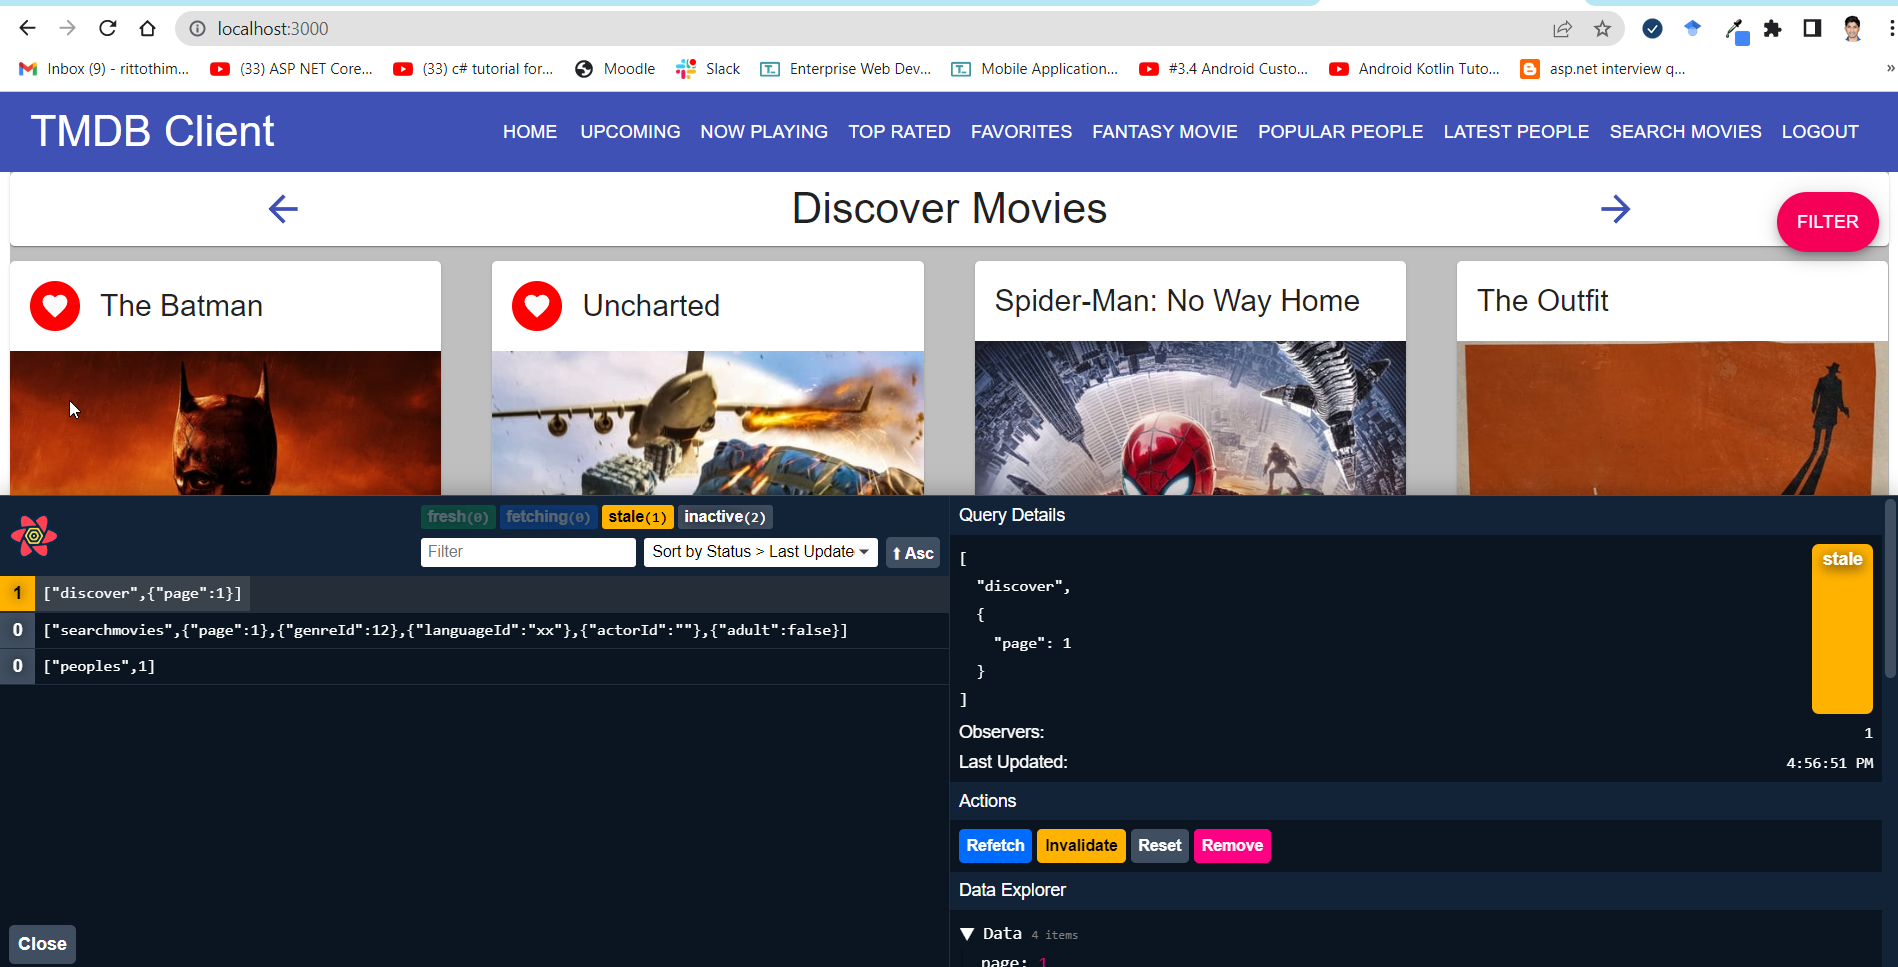 localhost:3000
Inbox (9) - rittothim... (33) ASP NET Core... (33) c# tutorial for... Moodle Slack Enterprise Web Dev... Mobile Application... #3.4 Android Custo... Android Kotlin Tuto... asp.net interview q... »
TMDB Client HOME UPCOMING NOW PLAYING TOP RATED FAVORITES FANTASY MOVIE POPULAR PEOPLE LATEST PEOPLE SEARCH MOVIES LOGOUT
Discover Movies
FILTER
The Batman Uncharted Spider-Man: No Way Home The Outfit
fresh(0) fetching(0) stale(1) inactive(2)
Filter Sort by Status > Last Update ⬆ Asc
1 ["discover",{"page":1}]
0 ["searchmovies",{"page":1},{"genreId":12},{"languageId":"xx"},{"actorId":""},{"adult":false}]
0 ["peoples",1]
Close
Query Details
[
"discover",
{
"page": 1
}
]
stale
Observers: 1
Last Updated: 4:56:51 PM
Actions
Refetch Invalidate Reset Remove
Data Explorer
▼ Data 4 items
page: 1